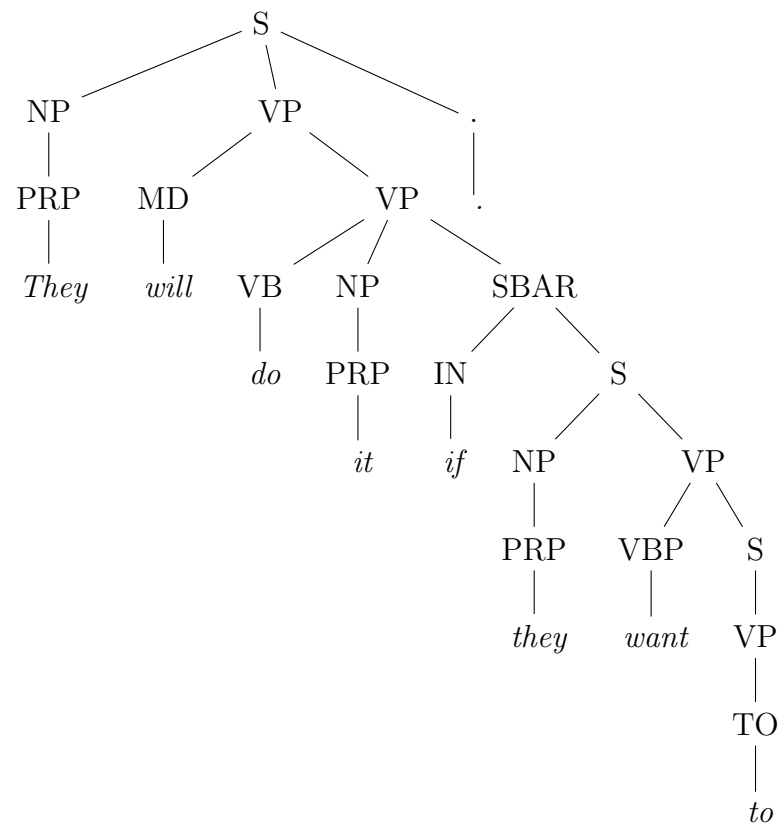 S
NP VP .
PRP MD VP .
They will VB NP SBAR
do PRP IN S
it if NP VP
PRP VBP S
they want VP
TO
to